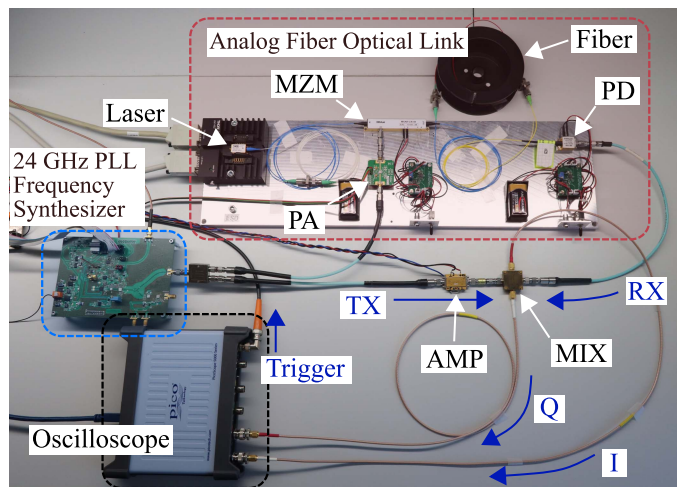 Analog Fiber Optical Link
Fiber
MZM
PD
Laser
24 GHz PLL
Frequency
Synthesizer
PA
TX
RX
AMP
MIX
Trigger
pico
Q
Oscilloscope
I